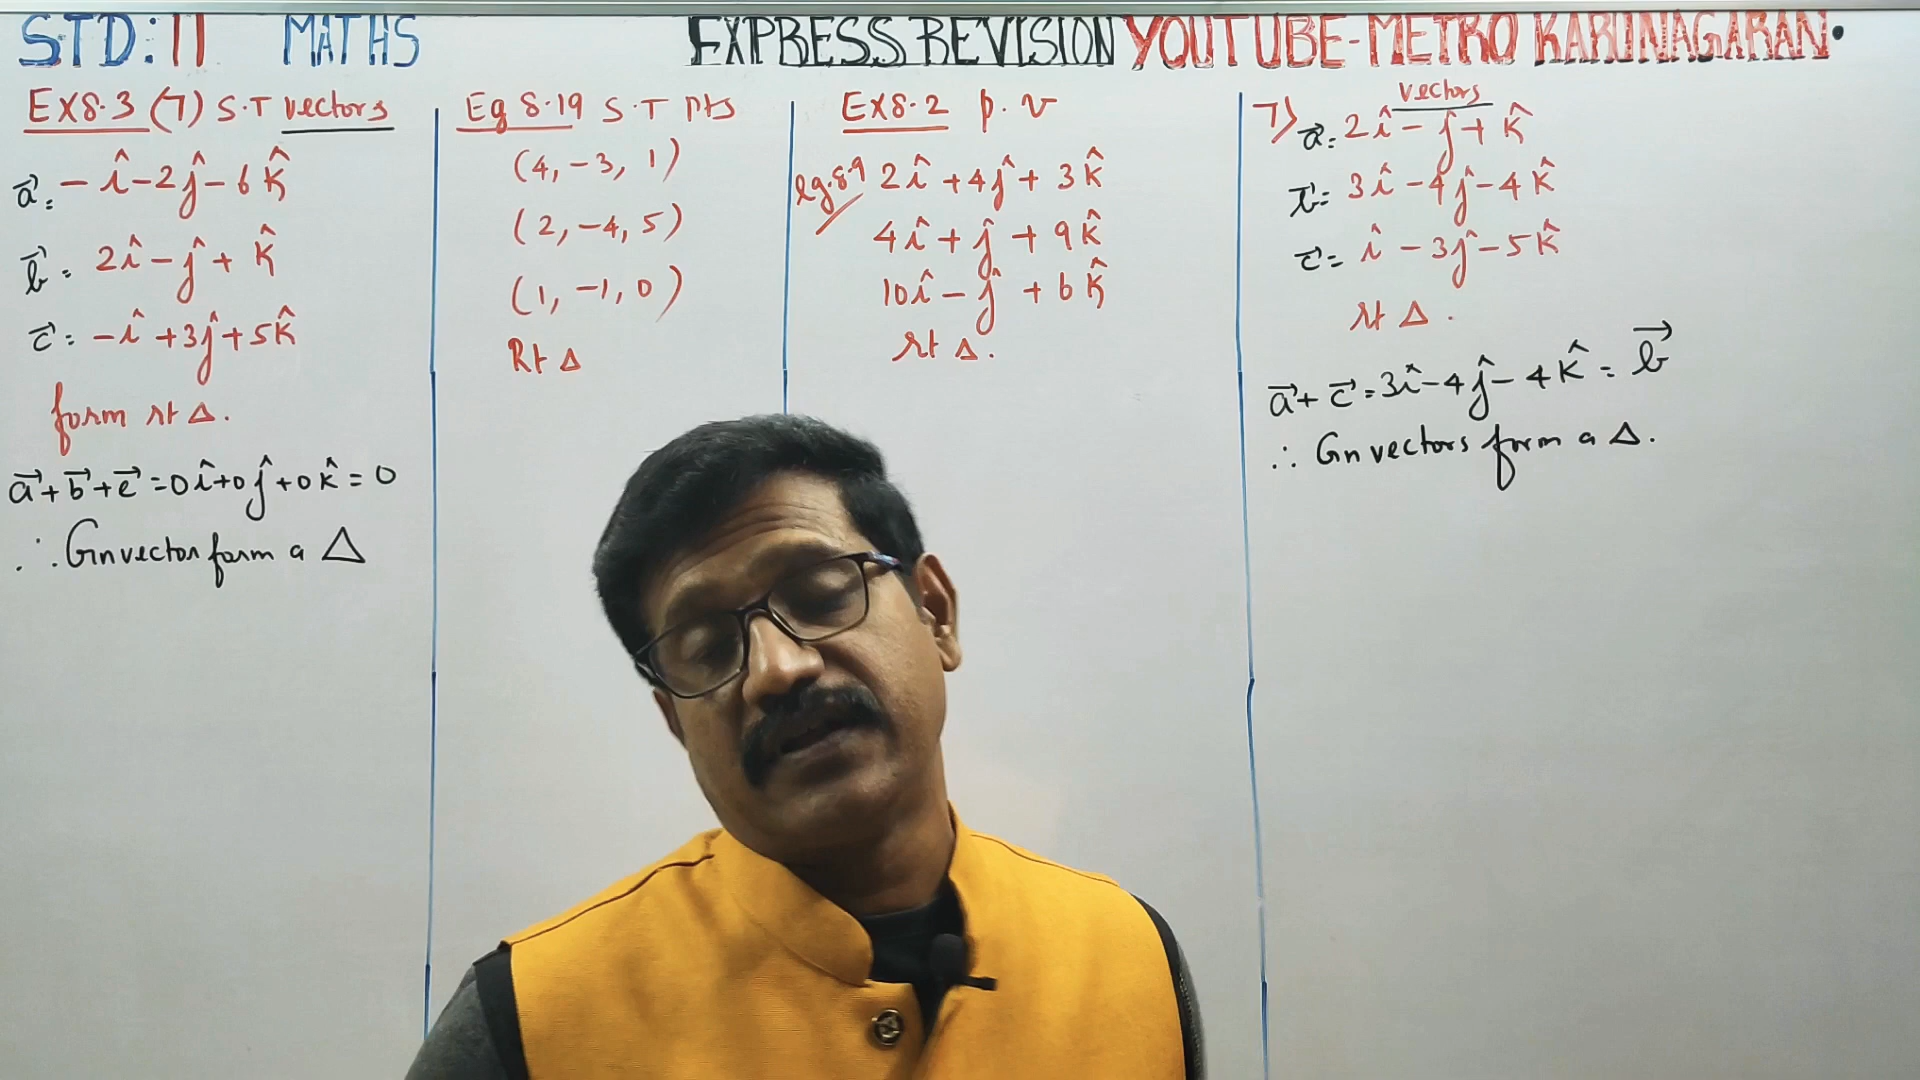 STD: 11 MATHS EXPRESS REVISION YOUTUBE-METRO KARUNAGARAN.
Ex 8.3 (7) S.T vectors
a⃗ = -î-2ĵ-6k̂
b⃗ = 2î-ĵ+k̂
c⃗ = -î+3ĵ+5k̂
form rt Δ.
a⃗+b⃗+c⃗ = 0î+0ĵ+0k̂ = 0
∴ Gn vector form a Δ
Eg 8.19 S.T pts
(4, -3, 1)
(2, -4, 5)
(1, -1, 0)
Rt Δ
Ex 8.2 p.v
eg.8.9 2î+4ĵ+3k̂
4î+ĵ+9k̂
10î-ĵ+6k̂
rt Δ.
vectors
7) a⃗ = 2î-ĵ+k̂
b⃗ = 3î-4ĵ-4k̂
c⃗ = î-3ĵ-5k̂
rt Δ.
a⃗+c⃗ = 3î-4ĵ-4k̂ = b⃗
∴ Gn vectors form a Δ.